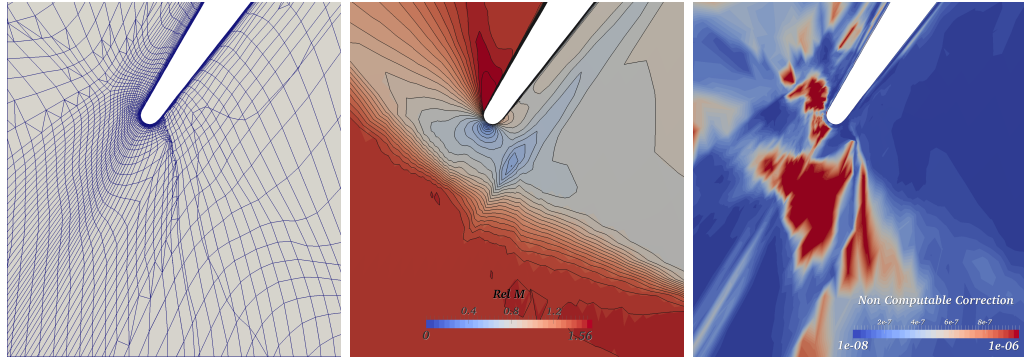 Rel M
0.4 0.8 1.2
0 1.56
Non Computable Correction
2e-7 4e-7 6e-7 8e-7
1e-08 1e-06